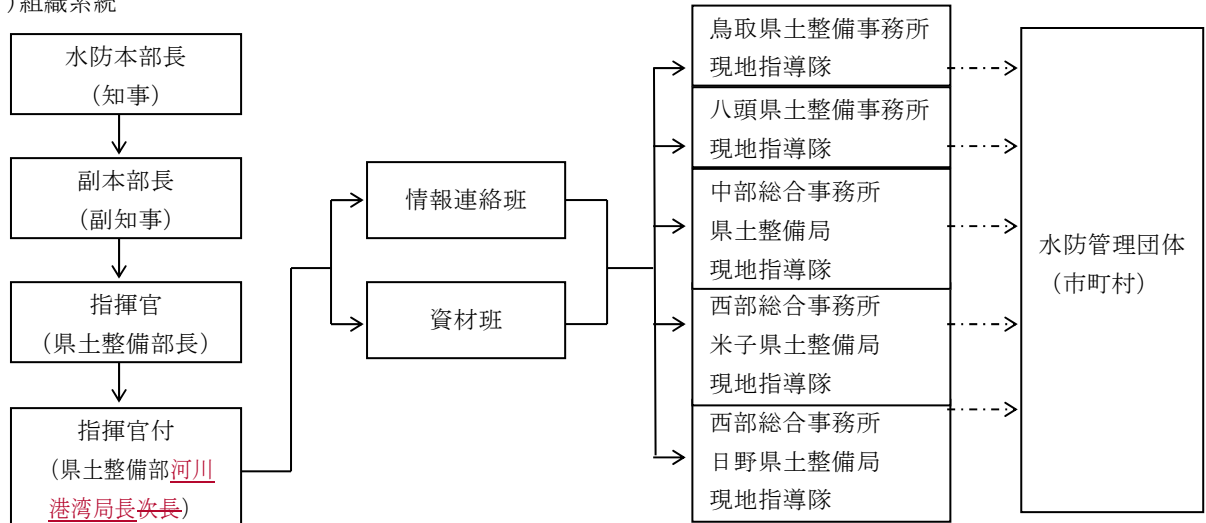 )組織系統
水防本部長
(知事)
副本部長
(副知事)
指揮官
(県土整備部長)
指揮官付
(県土整備部河川
港湾局長次長)
情報連絡班
資材班
鳥取県土整備事務所
現地指導隊
八頭県土整備事務所
現地指導隊
中部総合事務所
県土整備局
現地指導隊
西部総合事務所
米子県土整備局
現地指導隊
西部総合事務所
日野県土整備局
現地指導隊
水防管理団体
(市町村)